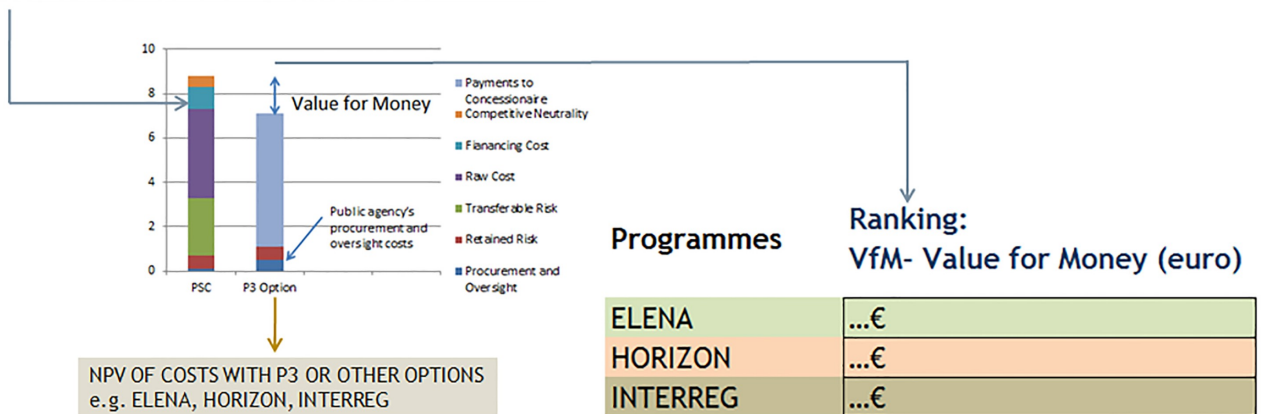 10
8
6
4
2
0
Value for Money
Public agency's
procurement and
oversight costs
PSC
P3 Option
Payments to
Concessionaire
Competitive Neutrality
Fianancing Cost
Raw Cost
Transferable Risk
Retained Risk
Procurement and
Oversight
NPV OF COSTS WITH P3 OR OTHER OPTIONS
e.g. ELENA, HORIZON, INTERREG
Programmes
Ranking:
VfM- Value for Money (euro)
ELENA
...€
HORIZON
...€
INTERREG
...€